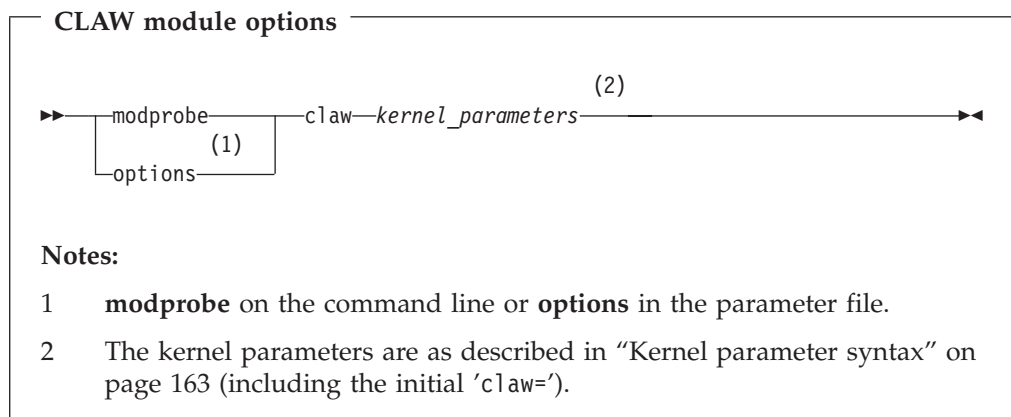 CLAW module options
(2)
modprobe claw kernel_parameters
(1)
options
Notes:
1 modprobe on the command line or options in the parameter file.
2 The kernel parameters are as described in “Kernel parameter syntax” on
page 163 (including the initial 'claw=').